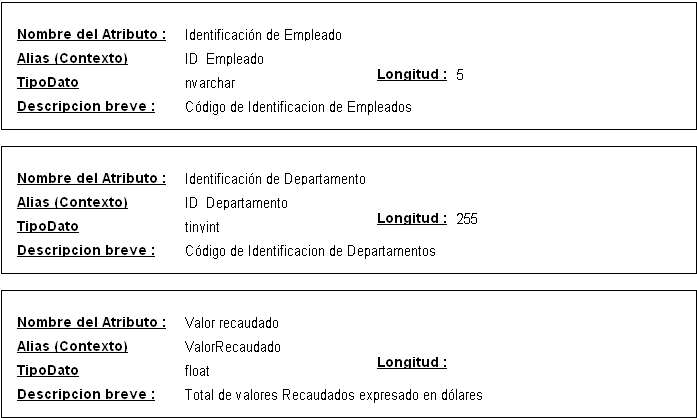 Nombre del Atributo : Identificación de Empleado
Alias (Contexto) ID Empleado
TipoDato nvarchar Longitud : 5
Descripcion breve : Código de Identificacion de Empleados
Nombre del Atributo : Identificación de Departamento
Alias (Contexto) ID Departamento
TipoDato tinyint Longitud : 255
Descripcion breve : Código de Identificacion de Departamentos
Nombre del Atributo : Valor recaudado
Alias (Contexto) ValorRecaudado
TipoDato float Longitud :
Descripcion breve : Total de valores Recaudados expresado en dólares